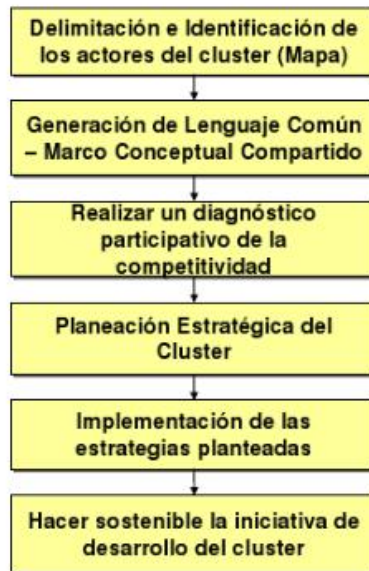 Delimitación e Identificación de
los actores del cluster (Mapa)
Generación de Lenguaje Común
– Marco Conceptual Compartido
Realizar un diagnóstico
participativo de la
competitividad
Planeación Estratégica del
Cluster
Implementación de las
estrategias planteadas
Hacer sostenible la iniciativa de
desarrollo del cluster